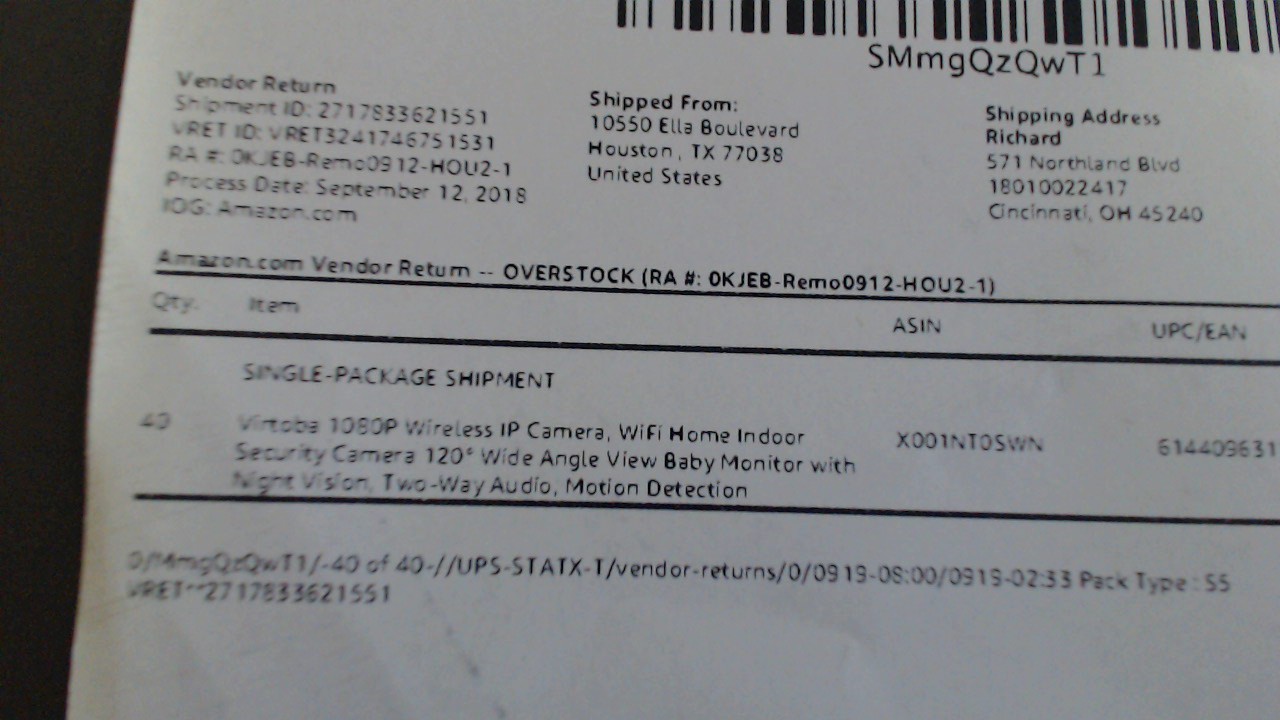 SMmgQzQwT1
Vendor Return
Shipment ID: 2717833621551
VRET ID: VRET3241746751531
RA #: 0KJEB-Remo0912-HOU2-1
Process Date: September 12, 2018
IOG: Amazon.com
Shipped From:
10550 Ella Boulevard
Houston, TX 77038
United States
Shipping Address
Richard
571 Northland Blvd
18010022417
Cincinnati, OH 45240
Amazon.com Vendor Return -- OVERSTOCK (RA #: 0KJEB-Remo0912-HOU2-1)
Qty. Item ASIN UPC/EAN
SINGLE-PACKAGE SHIPMENT
40 Virtoba 1080P Wireless IP Camera, WiFi Home Indoor X001NT0SWN 614409631
Security Camera 120° Wide Angle View Baby Monitor with
Night Vision, Two-Way Audio, Motion Detection
0/MmgQzQwT1/-40 of 40-//UPS-STATX-T/vendor-returns/0/0919-08:00/0919-02:33 Pack Type : S5
VRET--2717833621551